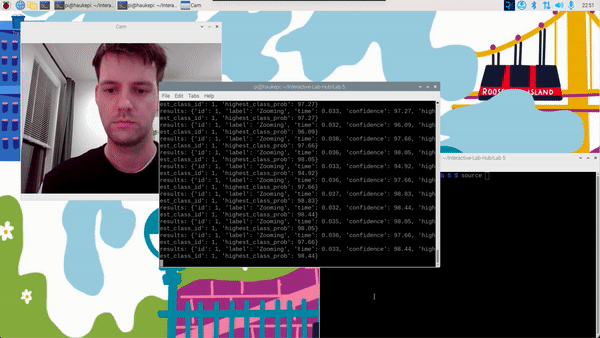 pi@haukepi: ~/Intera...
pi@haukepi: ~/Intera...
pi@haukepi: ~/Intera...
Cam
22:51
Cam
ROOSE
ISLAND
pi@haukepi: ~/Interactive-Lab-Hub/Lab 5
File Edit Tabs Help
est_class_id': 1, 'highest_class_prob': 97.27}
results: {'id': 1, 'label': 'Zooming', 'time': 0.033, 'confidence': 97.27, 'high
est_class_id': 1, 'highest_class_prob': 97.27}
results: {'id': 1, 'label': 'Zooming', 'time': 0.032, 'confidence': 96.09, 'high
est_class_id': 1, 'highest_class_prob': 96.09}
results: {'id': 1, 'label': 'Zooming', 'time': 0.036, 'confidence': 97.66, 'high
est_class_id': 1, 'highest_class_prob': 97.66}
results: {'id': 1, 'label': 'Zooming', 'time': 0.036, 'confidence': 98.05, 'high
est_class_id': 1, 'highest_class_prob': 98.05}
results: {'id': 1, 'label': 'Zooming', 'time': 0.033, 'confidence': 94.92, 'high
est_class_id': 1, 'highest_class_prob': 94.92}
results: {'id': 1, 'label': 'Zooming', 'time': 0.036, 'confidence': 97.66, 'high
est_class_id': 1, 'highest_class_prob': 97.66}
results: {'id': 1, 'label': 'Zooming', 'time': 0.037, 'confidence': 98.83, 'high
est_class_id': 1, 'highest_class_prob': 98.83}
results: {'id': 1, 'label': 'Zooming', 'time': 0.032, 'confidence': 98.44, 'high
est_class_id': 1, 'highest_class_prob': 98.44}
results: {'id': 1, 'label': 'Zooming', 'time': 0.035, 'confidence': 98.05, 'high
est_class_id': 1, 'highest_class_prob': 98.05}
results: {'id': 1, 'label': 'Zooming', 'time': 0.036, 'confidence': 97.66, 'high
est_class_id': 1, 'highest_class_prob': 97.66}
results: {'id': 1, 'label': 'Zooming', 'time': 0.033, 'confidence': 98.44, 'high
est_class_id': 1, 'highest_class_prob': 98.44}
~/Interactive-Lab-Hub/Lab 5
5 $ source